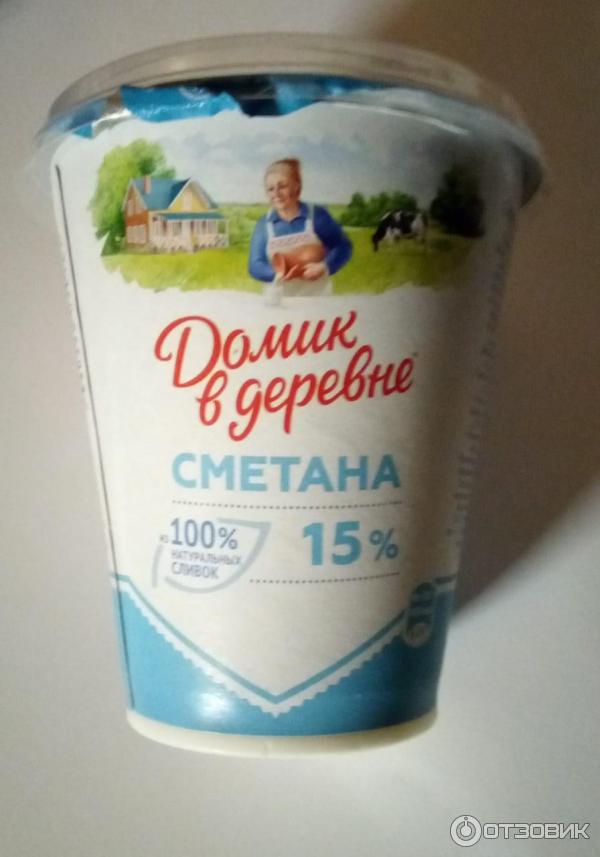 Домик
в деревне
СМЕТАНА
из 100%
НАТУРАЛЬНЫХ
СЛИВОК
15%
ОТЗОВИК